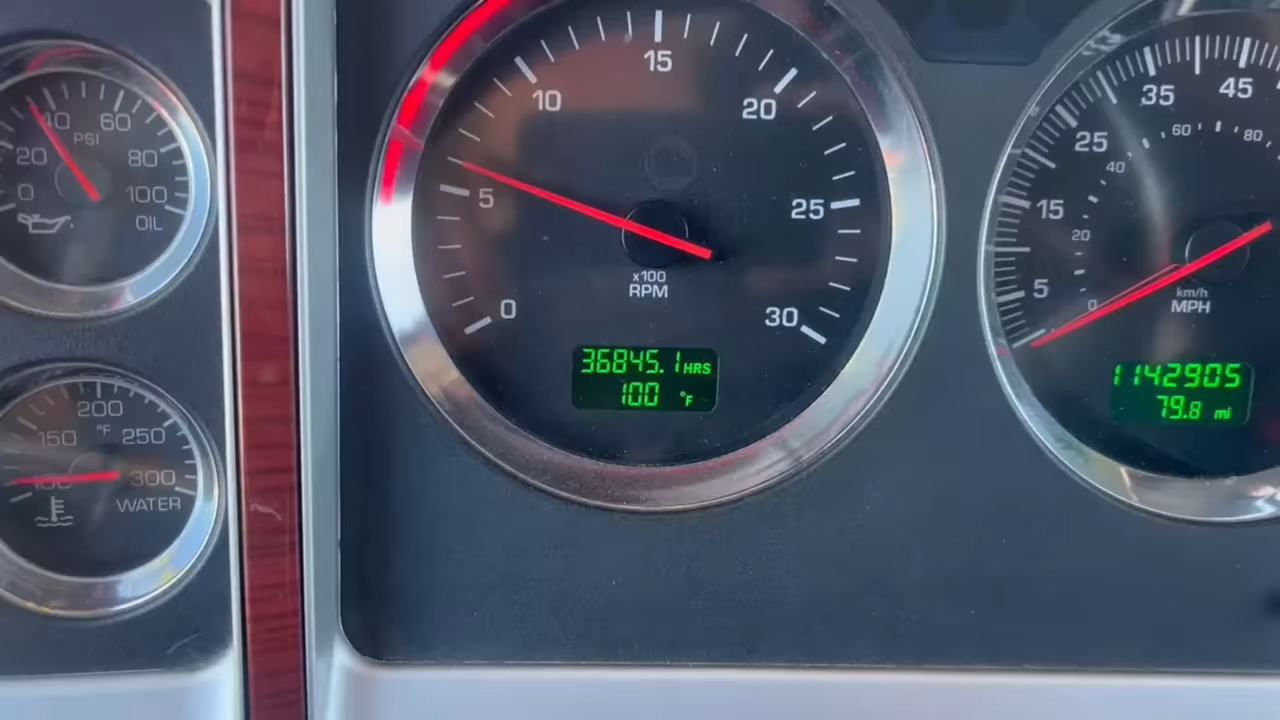 40 60
PSI
20 80
0 100
OIL
200
°F
150 250
100 300
WATER
15
10 20
5 25
x100
RPM
0 30
36845.1 HRS
100 °F
35 45
25 60 80
40
15
20
5 0
km/h
MPH
1142905
79.8 mi